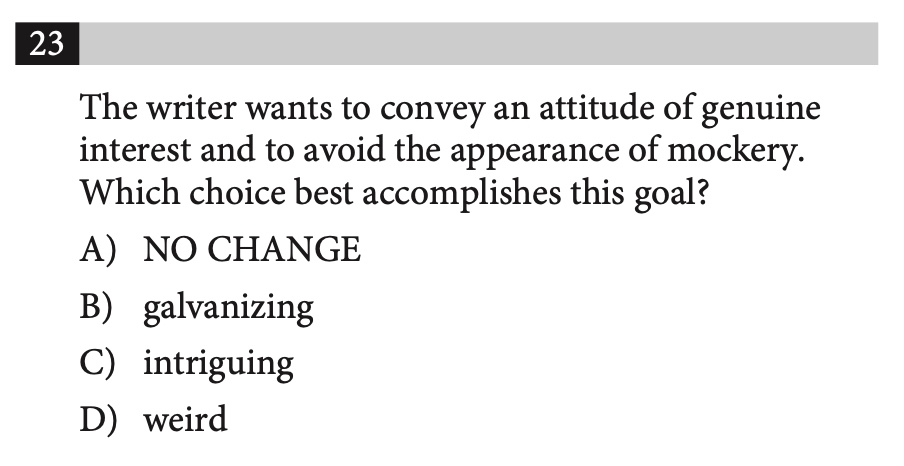 23
The writer wants to convey an attitude of genuine
interest and to avoid the appearance of mockery.
Which choice best accomplishes this goal?
A) NO CHANGE
B) galvanizing
C) intriguing
D) weird